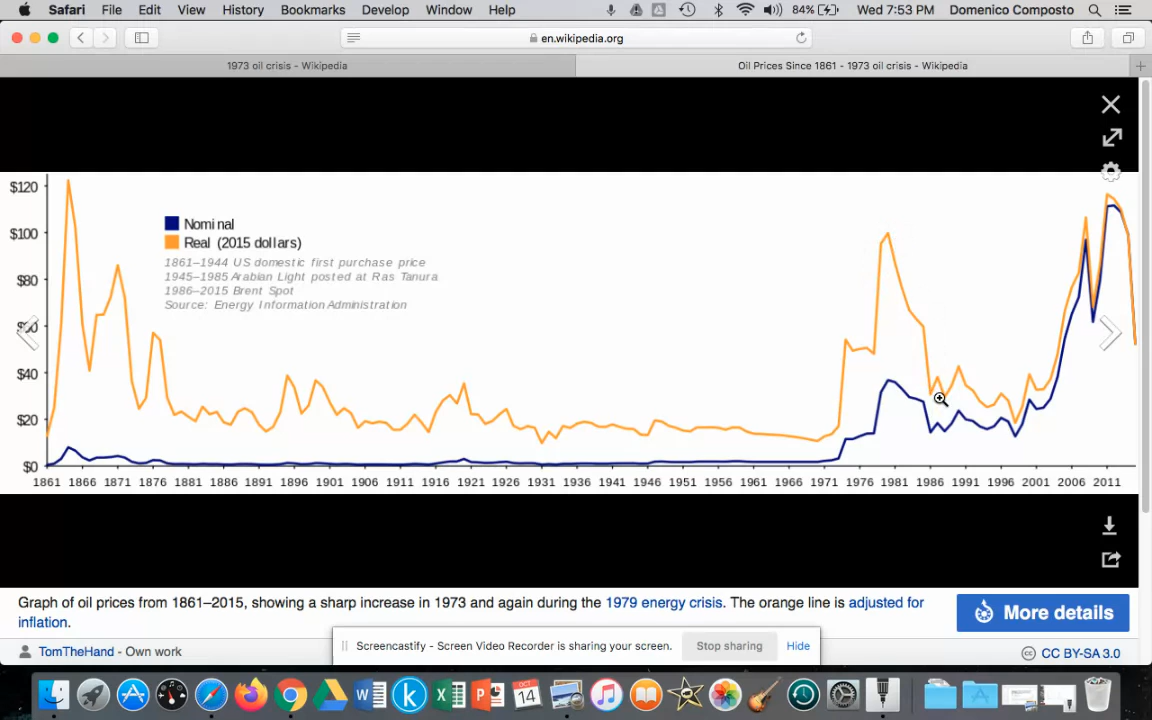 Safari File Edit View History Bookmarks Develop Window Help 84% Wed 7:53 PM Domenico Composto
en.wikipedia.org
1973 oil crisis - Wikipedia
Oil Prices Since 1861 - 1973 oil crisis - Wikipedia
$120
$100
$80
$40
$20
$0
Nominal
Real (2015 dollars)
1861–1944 US domestic first purchase price
1945–1985 Arabian Light posted at Ras Tanura
1986–2015 Brent Spot
Source: Energy Information Administration
1861 1866 1871 1876 1881 1886 1891 1896 1901 1906 1911 1916 1921 1926 1931 1936 1941 1946 1951 1956 1961 1966 1971 1976 1981 1986 1991 1996 2001 2006 2011
Graph of oil prices from 1861–2015, showing a sharp increase in 1973 and again during the 1979 energy crisis. The orange line is adjusted for
inflation.
More details
TomTheHand - Own work
CC BY-SA 3.0
Screencastify - Screen Video Recorder is sharing your screen.
Stop sharing
Hide
OCT
14